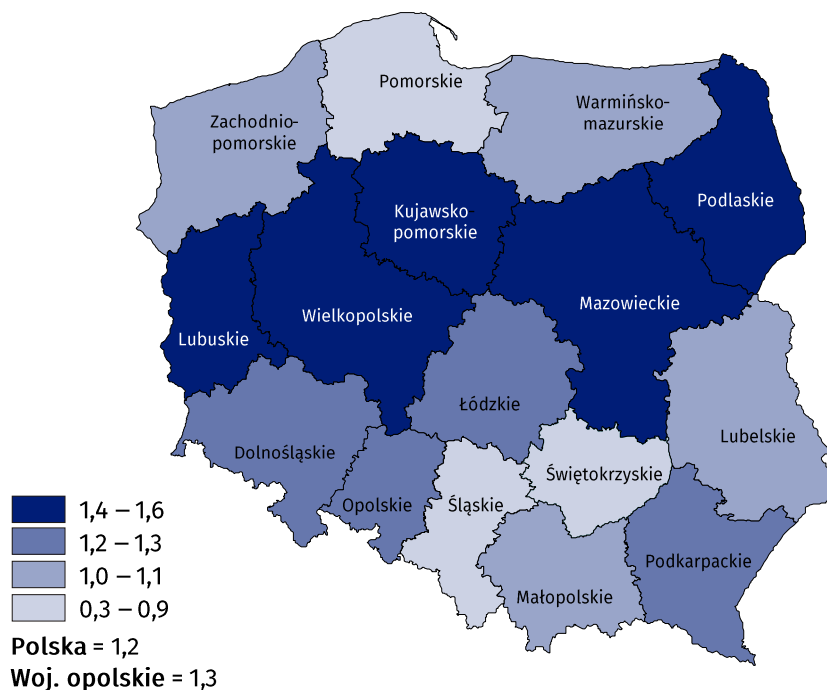 Pomorskie
Zachodnio-
pomorskie
Warmińsko-
mazurskie
Podlaskie
Kujawsko
pomorskie
Mazowieckie
Wielkopolskie
Lubuskie
Łódzkie
Lubelskie
Dolnośląskie
Świętokrzyskie
Opolskie
Śląskie
Podkarpackie
Małopolskie
1,4 – 1,6
1,2 – 1,3
1,0 – 1,1
0,3 – 0,9
Polska = 1,2
Woj. opolskie = 1,3